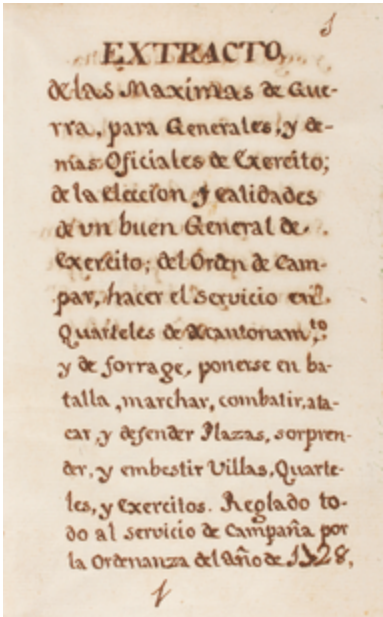 1
EXTRACTO,
de las Maximas de Gue-
rra, para Generales, y de-
mas Oficiales de Exercito;
de la Eleccion y Calidades
de un buen General de
Exercito; del Orden de Cam-
par, hacer el Servicio en
Quarteles de Acantonam.to
y de forrage, ponerse en ba-
talla, marchar, combatir, ata-
car, y defender Plazas, sorpren-
der, y embestir Villas, Quarte-
les, y Exercitos. Reglado to-
do al servicio de Campaña por
la Ordenanza del Año de 1728,